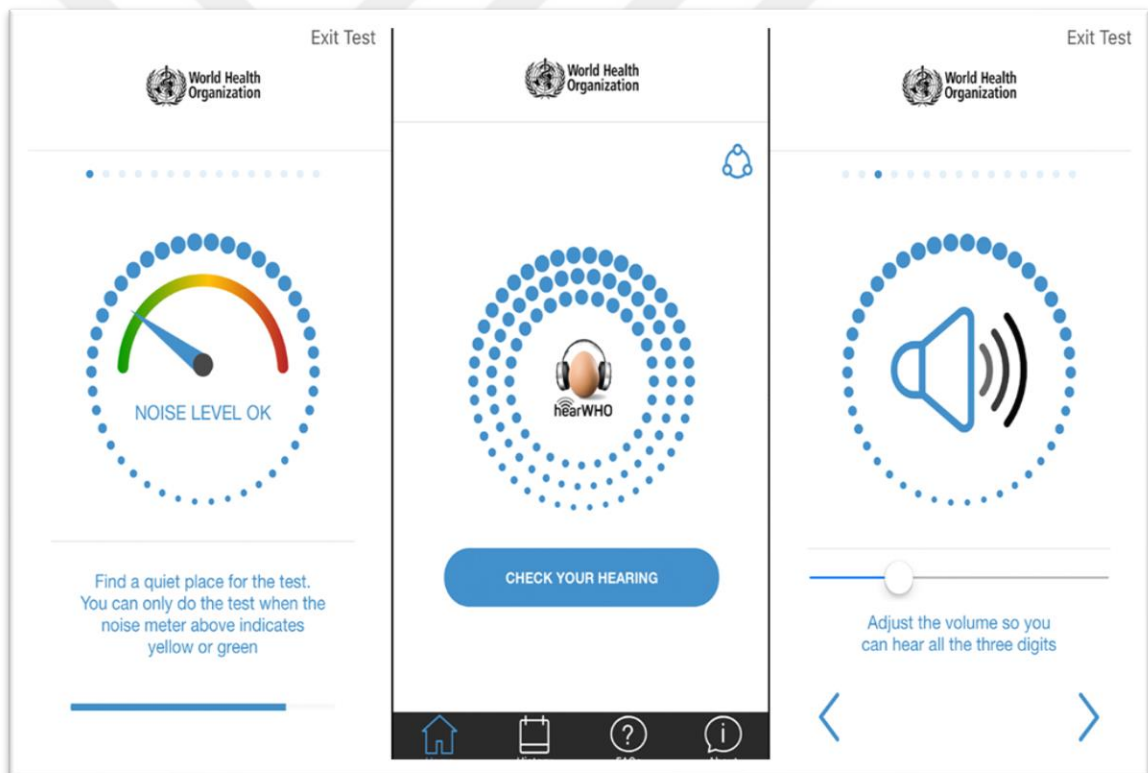 Exit Test
World Health
Organization
NOISE LEVEL OK
Find a quiet place for the test.
You can only do the test when the
noise meter above indicates
yellow or green
World Health
Organization
hearWHO
CHECK YOUR HEARING
Exit Test
World Health
Organization
Adjust the volume so you
can hear all the three digits